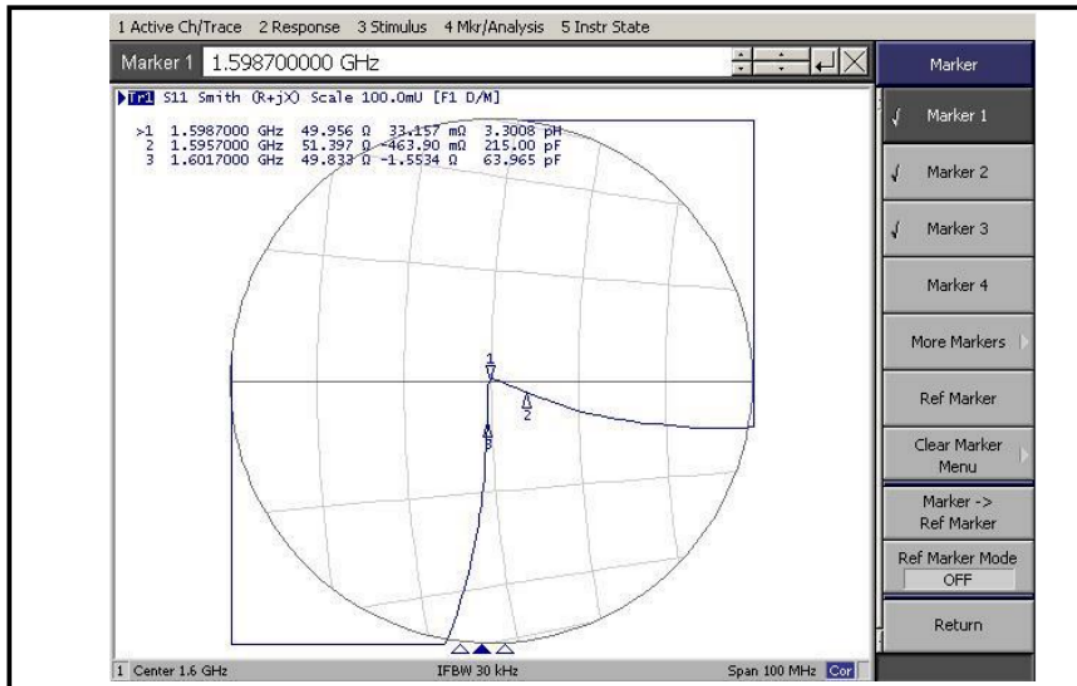 1 Active Ch/Trace 2 Response 3 Stimulus 4 Mkr/Analysis 5 Instr State
Marker 1 1.598700000 GHz
Tr1 S11 Smith (R+jX) Scale 100.0mU [F1 D/M]
>1 1.5987000 GHz 49.956 Ω 33.157 mΩ 3.3008 pH
2 1.5957000 GHz 51.397 Ω -463.90 mΩ 215.00 pF
3 1.6017000 GHz 49.833 Ω -1.5534 Ω 63.965 pF
1
2
3
1 Center 1.6 GHz IFBW 30 kHz Span 100 MHz Cor
Marker
Marker 1
Marker 2
Marker 3
Marker 4
More Markers
Ref Marker
Clear Marker
Menu
Marker ->
Ref Marker
Ref Marker Mode
OFF
Return